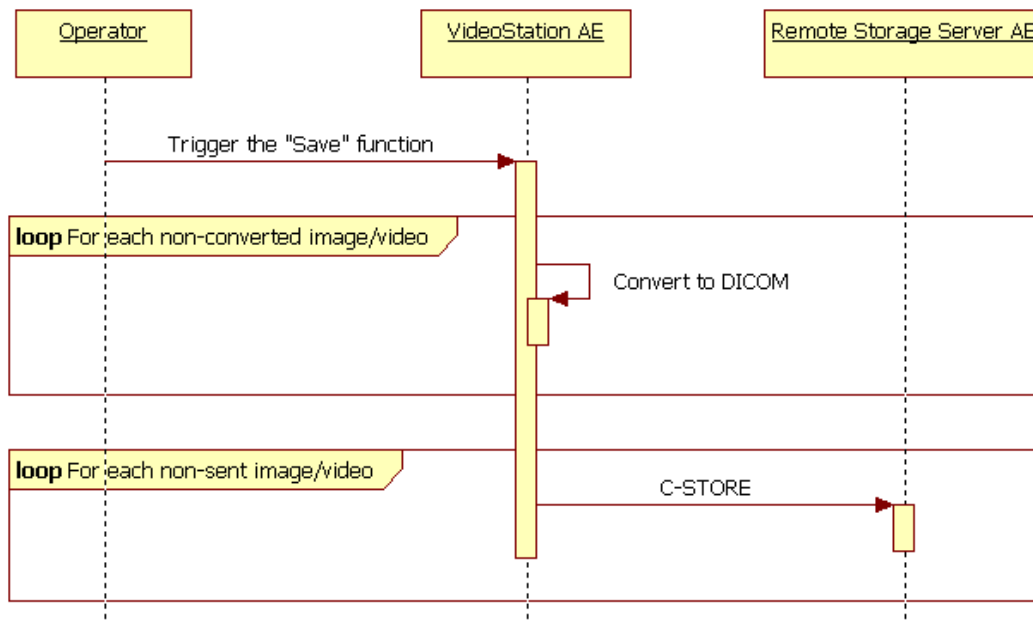 Operator
VideoStation AE
Remote Storage Server AE
Trigger the "Save" function
loop For each non-converted image/video
Convert to DICOM
loop For each non-sent image/video
C-STORE